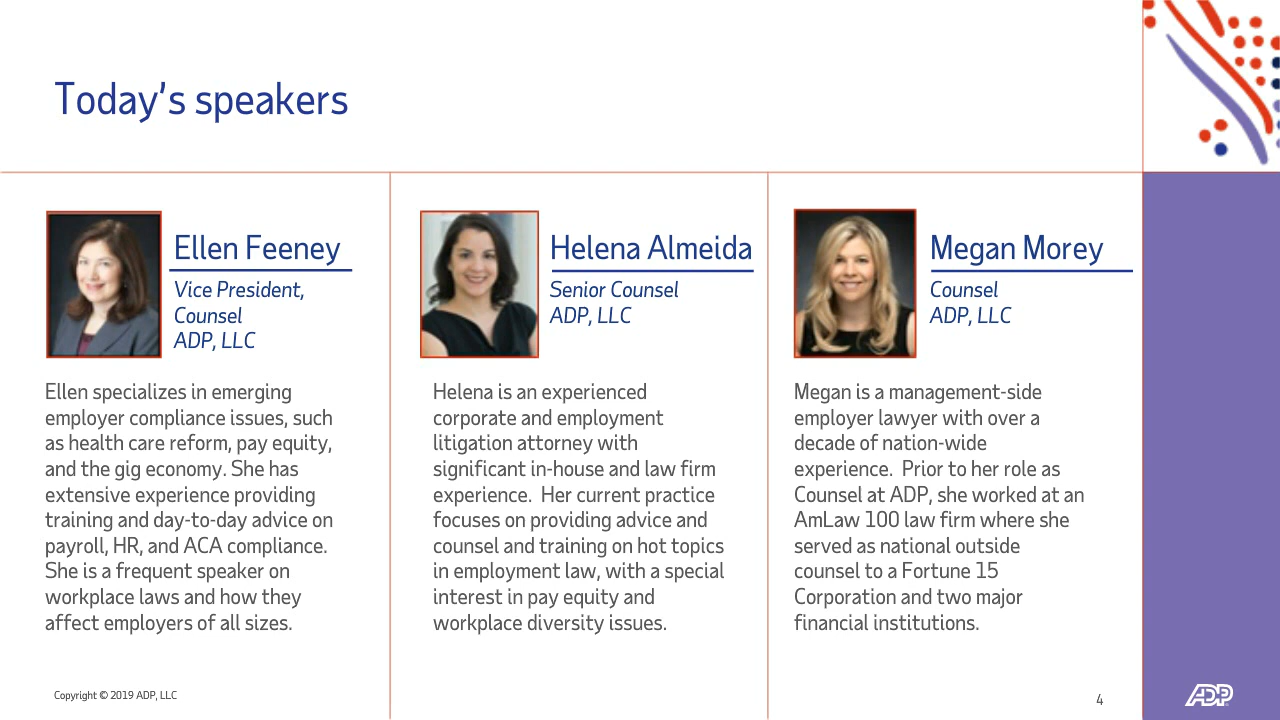 Today's speakers
Ellen Feeney
Vice President,
Counsel
ADP, LLC
Ellen specializes in emerging
employer compliance issues, such
as health care reform, pay equity,
and the gig economy. She has
extensive experience providing
training and day-to-day advice on
payroll, HR, and ACA compliance.
She is a frequent speaker on
workplace laws and how they
affect employers of all sizes.
Helena Almeida
Senior Counsel
ADP, LLC
Helena is an experienced
corporate and employment
litigation attorney with
significant in-house and law firm
experience.  Her current practice
focuses on providing advice and
counsel and training on hot topics
in employment law, with a special
interest in pay equity and
workplace diversity issues.
Megan Morey
Counsel
ADP, LLC
Megan is a management-side
employer lawyer with over a
decade of nation-wide
experience.  Prior to her role as
Counsel at ADP, she worked at an
AmLaw 100 law firm where she
served as national outside
counsel to a Fortune 15
Corporation and two major
financial institutions.
Copyright © 2019 ADP, LLC
4
ADP